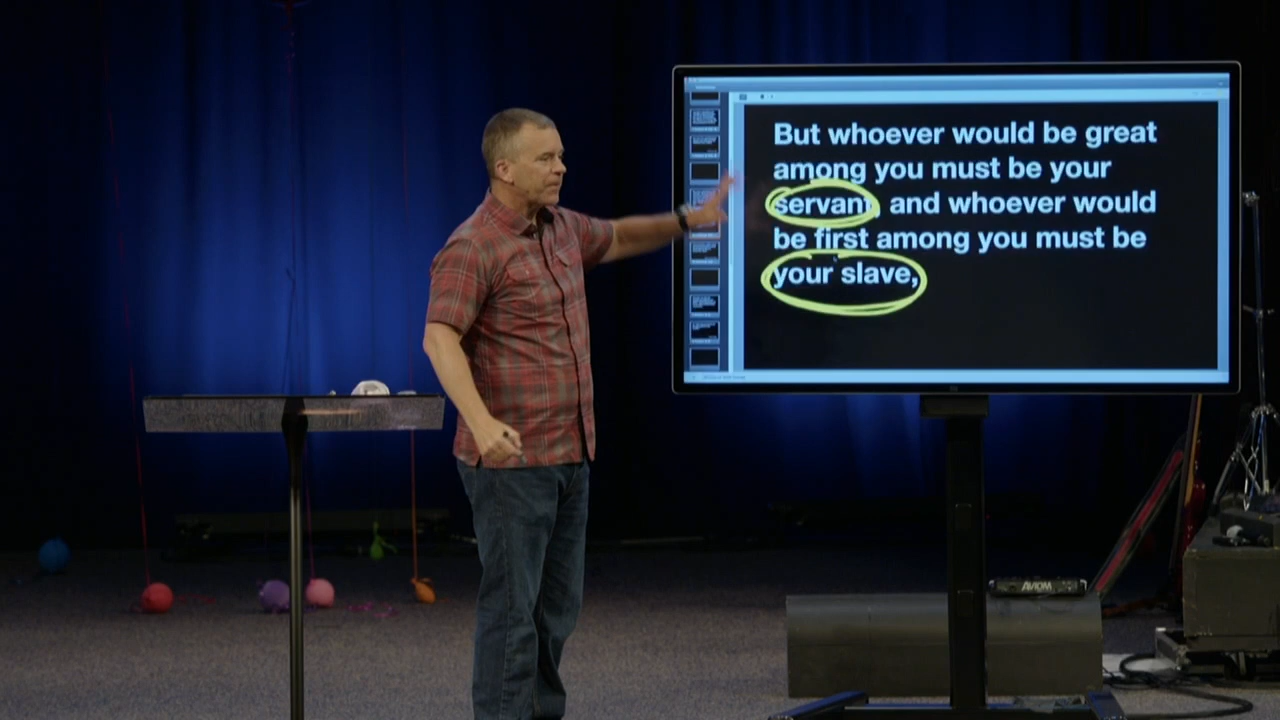 But whoever would be great
among you must be your
servant, and whoever would
be first among you must be
your slave,
AVIOM